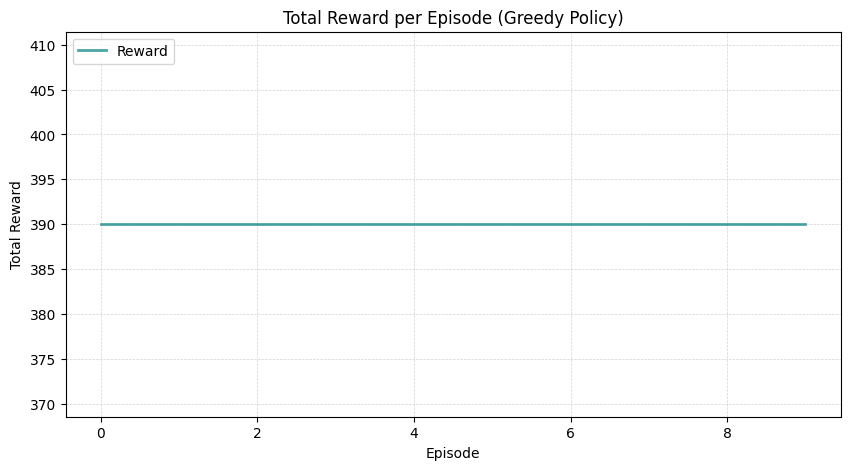 Total Reward per Episode (Greedy Policy)
Reward
410
405
400
395
390
385
380
375
370
Total Reward
0 2 4 6 8
Episode